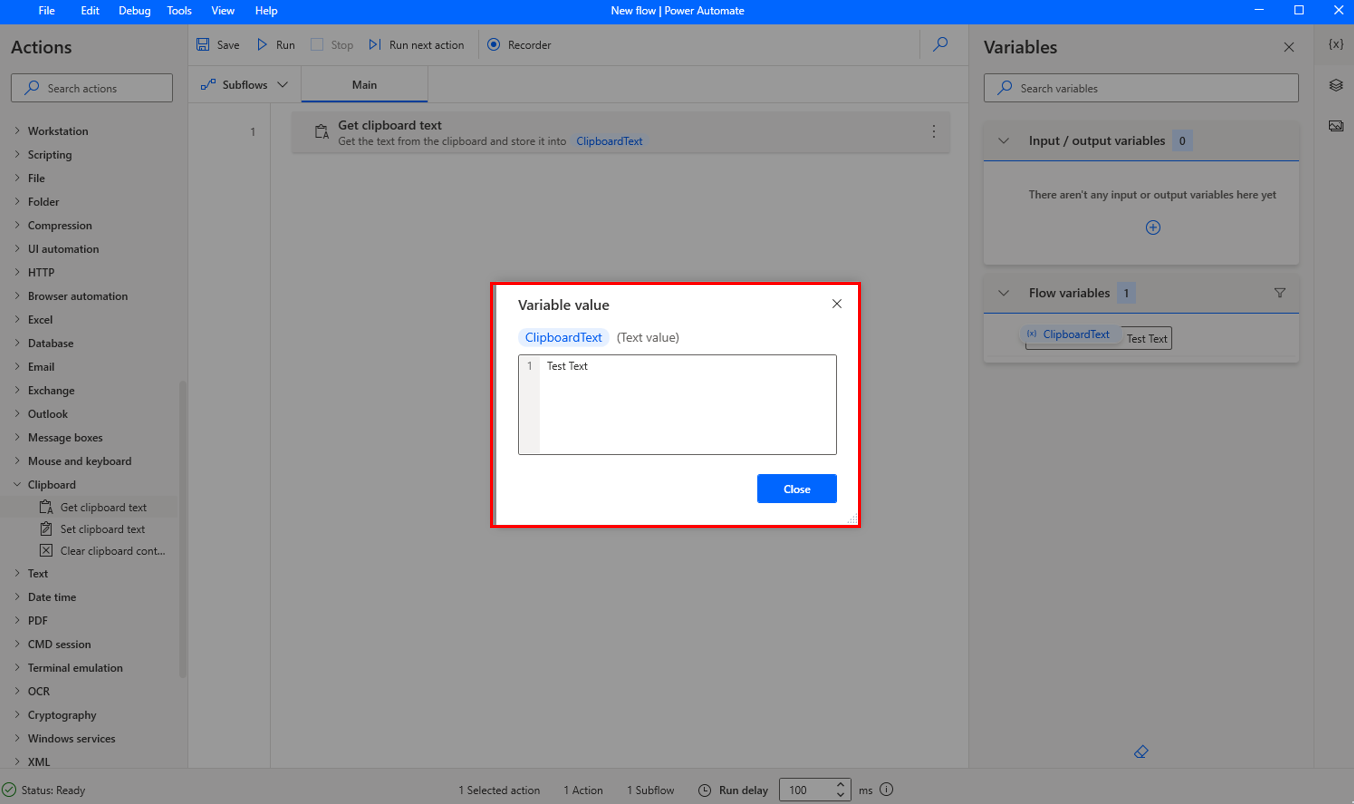 File Edit Debug Tools View Help New flow | Power Automate
Actions
Search actions
Workstation
Scripting
File
Folder
Compression
UI automation
HTTP
Browser automation
Excel
Database
Email
Exchange
Outlook
Message boxes
Mouse and keyboard
Clipboard
Get clipboard text
Set clipboard text
Clear clipboard cont...
Text
Date time
PDF
CMD session
Terminal emulation
OCR
Cryptography
Windows services
XML
Save Run Stop Run next action Recorder
Subflows Main
1
Get clipboard text
Get the text from the clipboard and store it into ClipboardText
Variable value
ClipboardText (Text value)
1 Test Text
Close
Variables {x}
Search variables
Input / output variables 0
There aren't any input or output variables here yet
Flow variables 1
(x) ClipboardText Test Text
Status: Ready 1 Selected action 1 Action 1 Subflow Run delay 100 ms